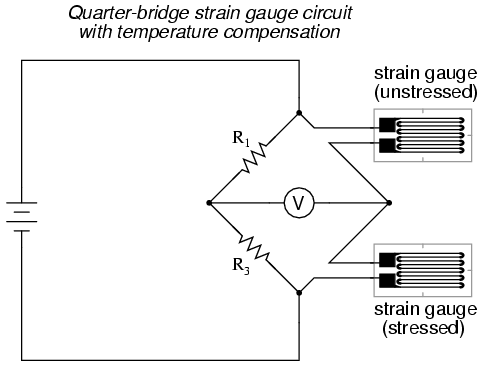 Quarter-bridge strain gauge circuit
with temperature compensation
strain gauge
(unstressed)
R1
V
R3
strain gauge
(stressed)